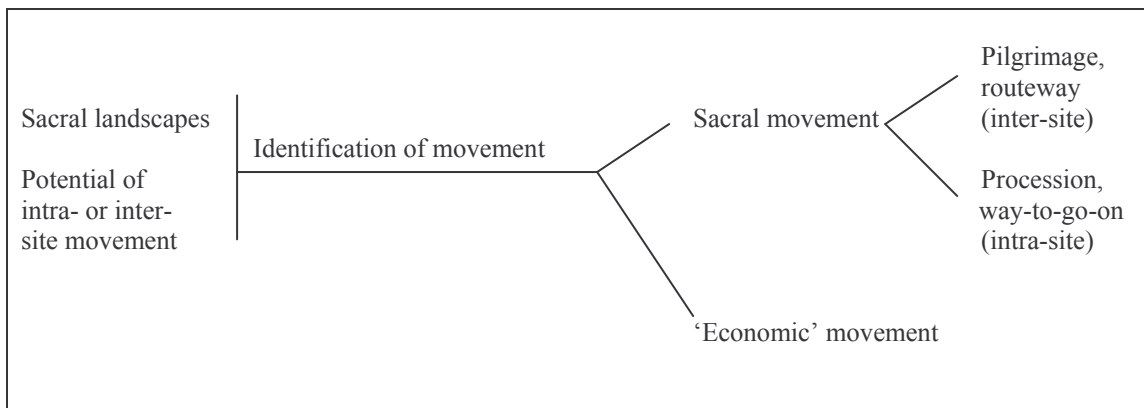 Sacral landscapes
Potential of
intra- or inter-
site movement
Identification of movement
Sacral movement
Pilgrimage,
routeway
(inter-site)
Procession,
way-to-go-on
(intra-site)
‘Economic’ movement